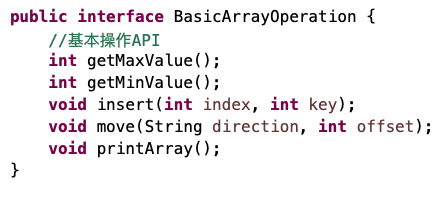 public interface BasicArrayOperation {
    //基本操作API
    int getMaxValue();
    int getMinValue();
    void insert(int index, int key);
    void move(String direction, int offset);
    void printArray();
}